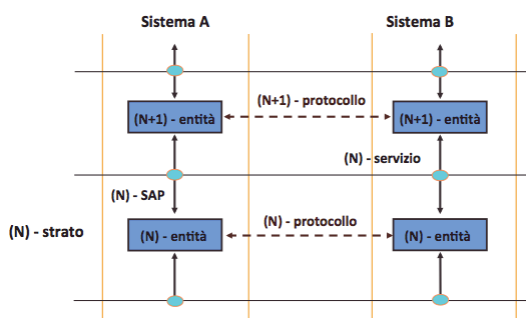 Sistema A
Sistema B
(N+1) - protocollo
(N+1) - entità
(N+1) - entità
(N) - servizio
(N) - SAP
(N) - protocollo
(N) - strato
(N) - entità
(N) - entità